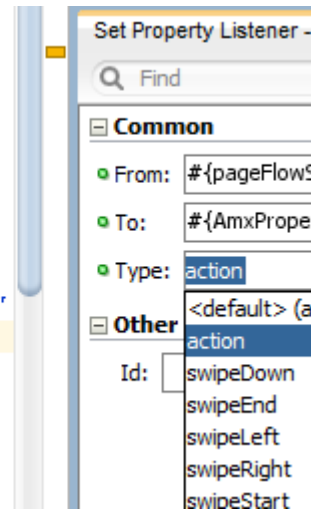 Set Property Listener -
Find
Common
From: #{pageFlowS
To: #{AmxPrope
Type: action
<default> (a
Other
action
Id:
swipeDown
swipeEnd
swipeLeft
swipeRight
swipeStart